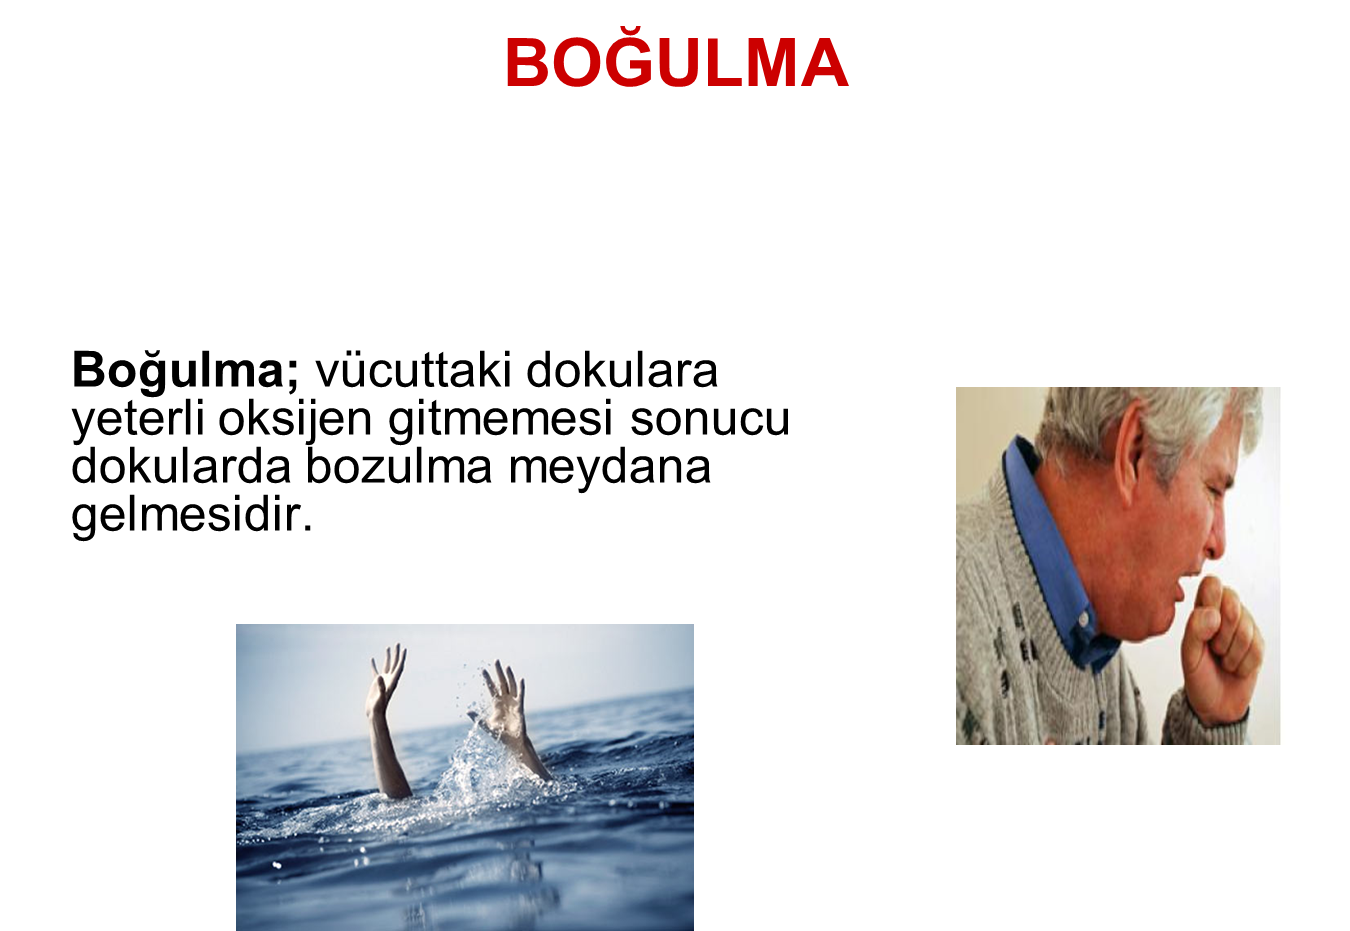 BOĞULMA
Boğulma; vücuttaki dokulara
yeterli oksijen gitmemesi sonucu
dokularda bozulma meydana
gelmesidir.